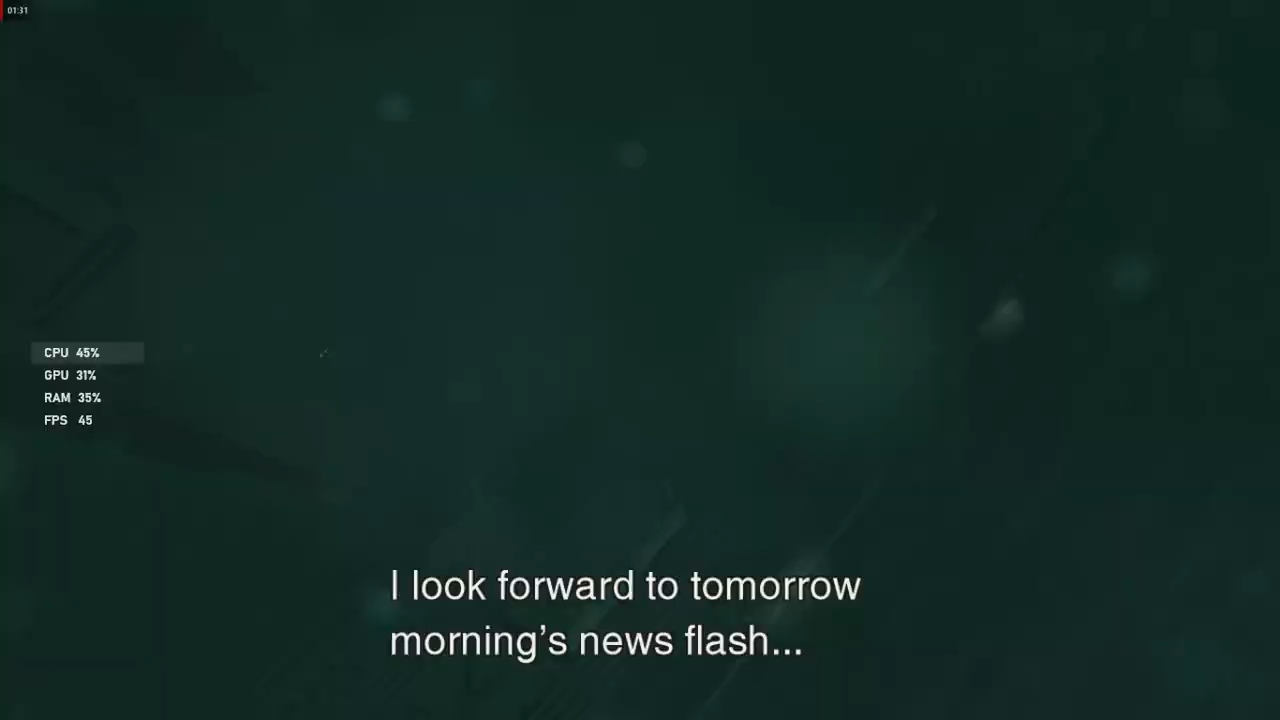 01:31
CPU 45%
GPU 31%
RAM 35%
FPS 45
I look forward to tomorrow
morning’s news flash...